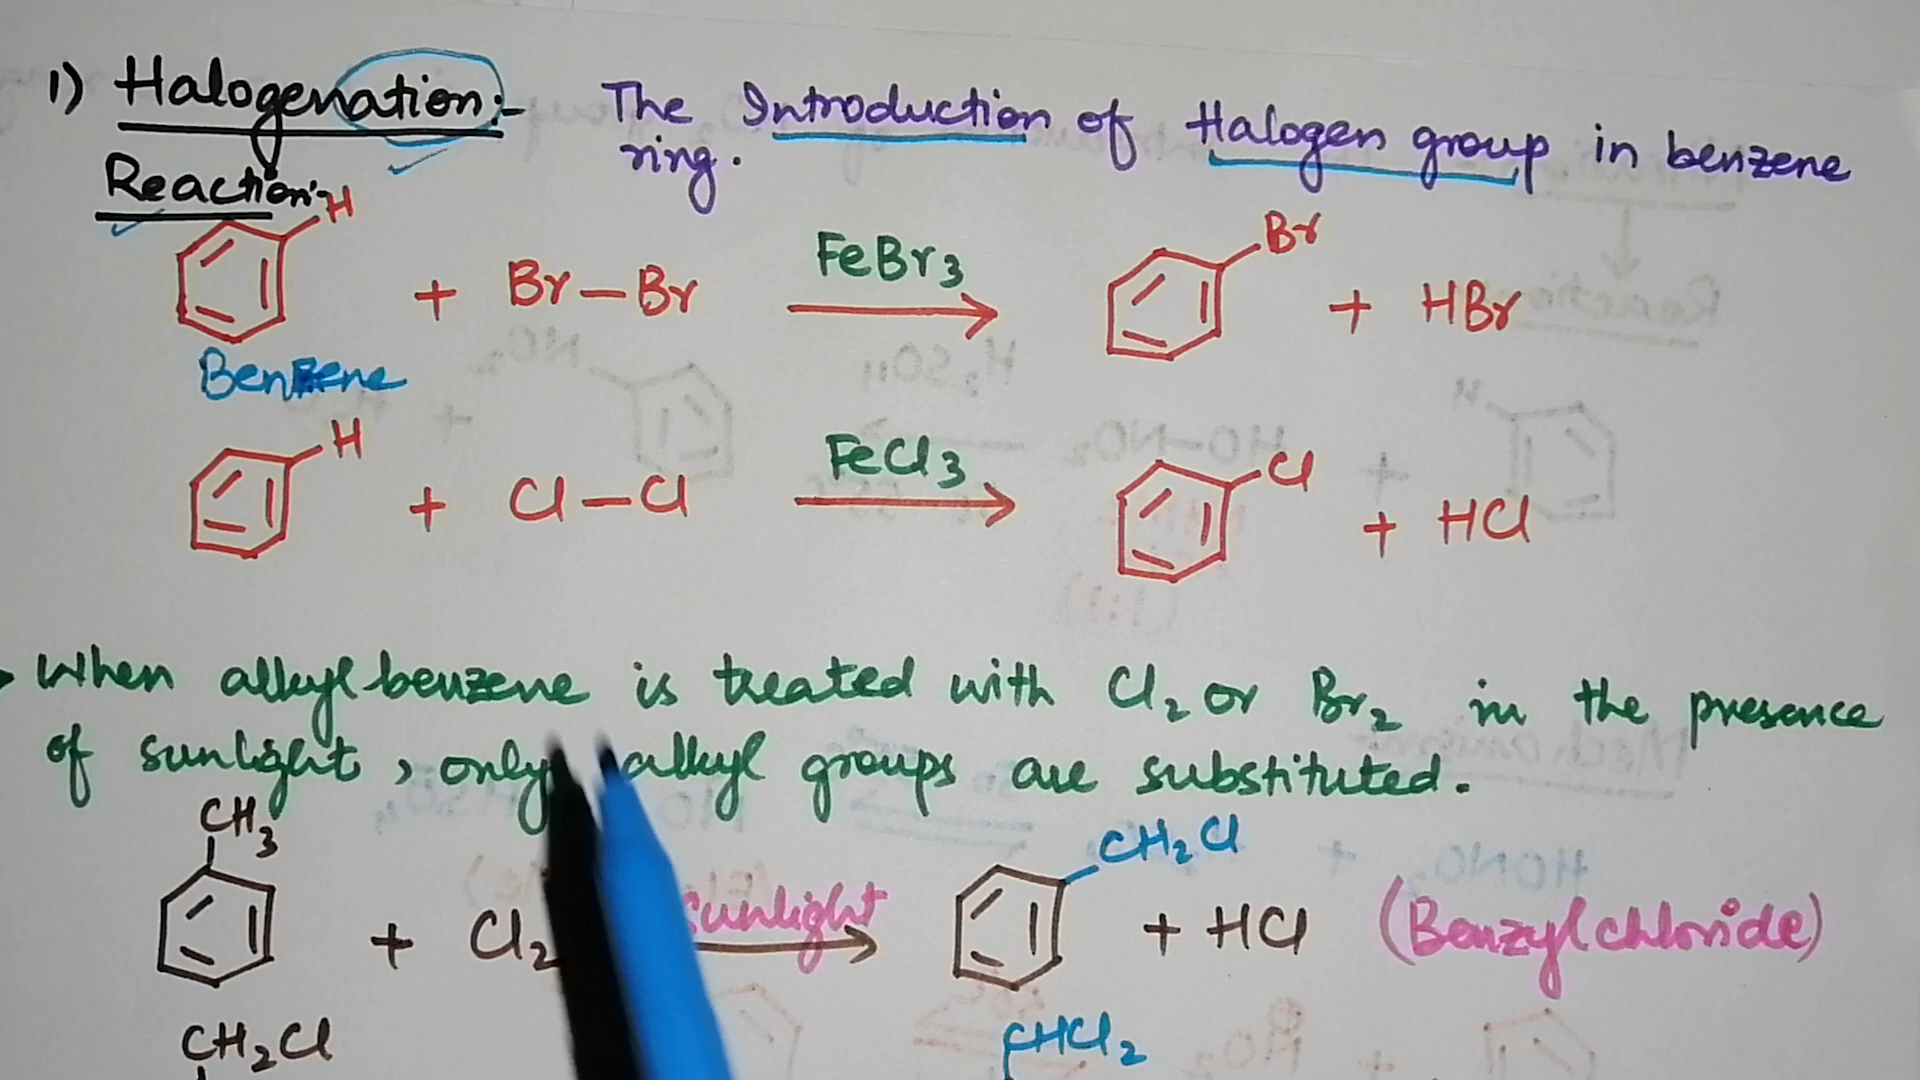 1) Halogenation:- The Introduction of Halogen group in benzene
ring.
Reaction:-
H + Br-Br FeBr3 Br + HBr
Benzene
H + Cl-Cl FeCl3 Cl + HCl
When alkyl benzene is treated with Cl2 or Br2 in the presence
of sunlight, only alkyl groups are substituted.
CH3 + Cl2 Sunlight CH2Cl + HCl (Benzyl chloride)
CH2Cl CHCl2